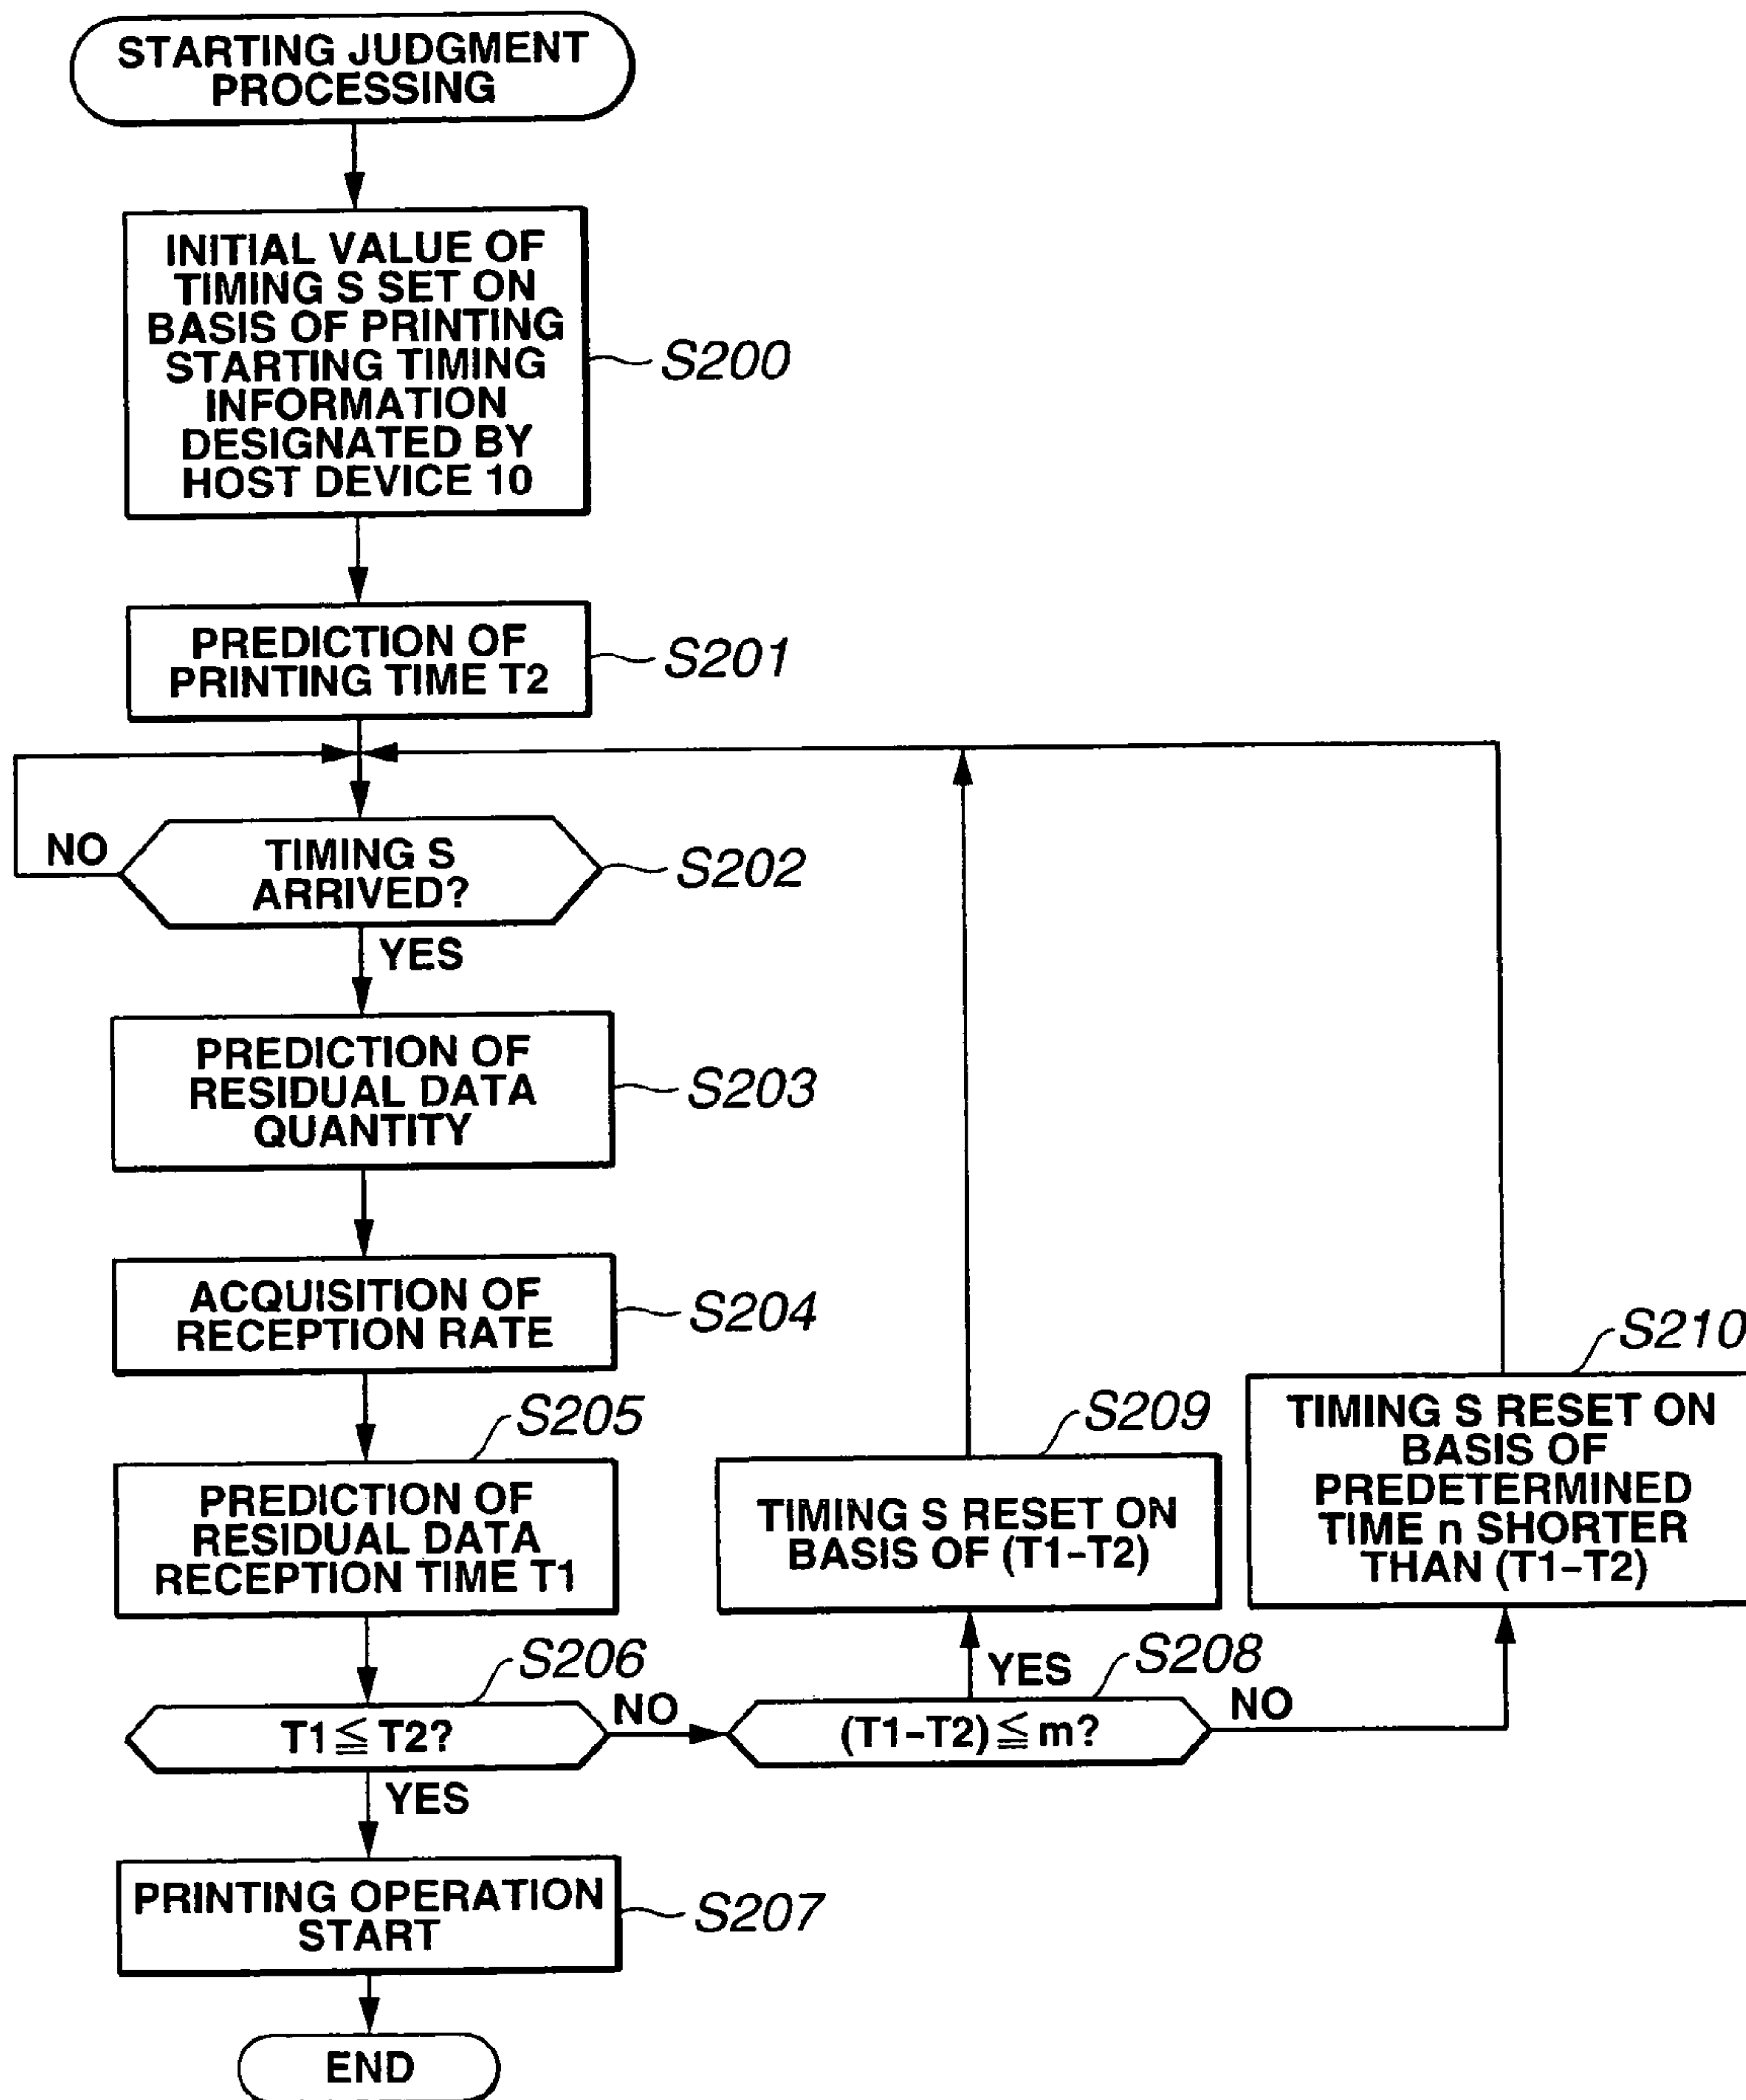 STARTING JUDGMENT
PROCESSING
INITIAL VALUE OF
TIMING S SET ON
BASIS OF PRINTING
STARTING TIMING
INFORMATION
DESIGNATED BY
HOST DEVICE 10
S200
PREDICTION OF
PRINTING TIME T2
S201
NO
TIMING S
ARRIVED?
S202
YES
PREDICTION OF
RESIDUAL DATA
QUANTITY
S203
ACQUISITION OF
RECEPTION RATE
S204
S205
PREDICTION OF
RESIDUAL DATA
RECEPTION TIME T1
S206
T1≦T2?
NO
YES
S208
(T1-T2)≦m?
YES
NO
S209
TIMING S RESET ON
BASIS OF (T1-T2)
S210
TIMING S RESET ON
BASIS OF
PREDETERMINED
TIME n SHORTER
THAN (T1-T2)
PRINTING OPERATION
START
S207
END